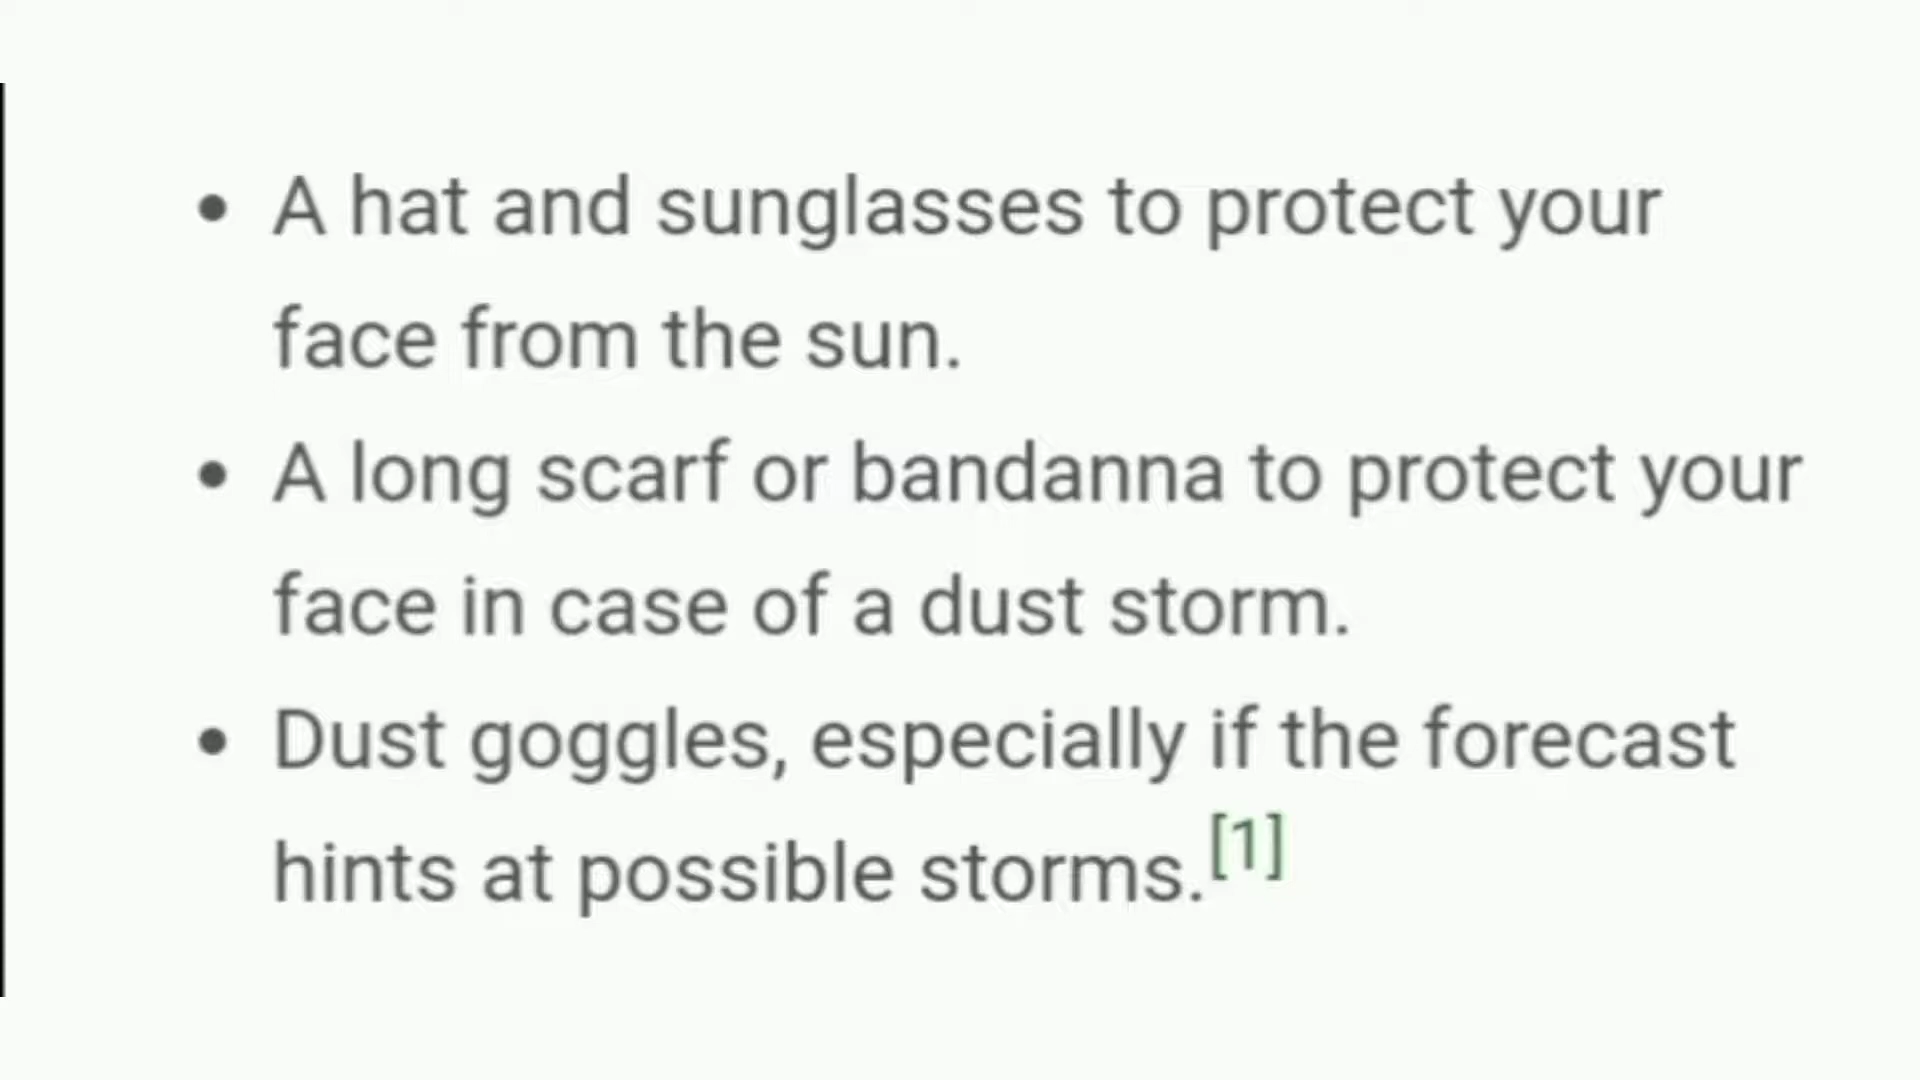 • A hat and sunglasses to protect your
face from the sun.
• A long scarf or bandanna to protect your
face in case of a dust storm.
• Dust goggles, especially if the forecast
hints at possible storms.[1]